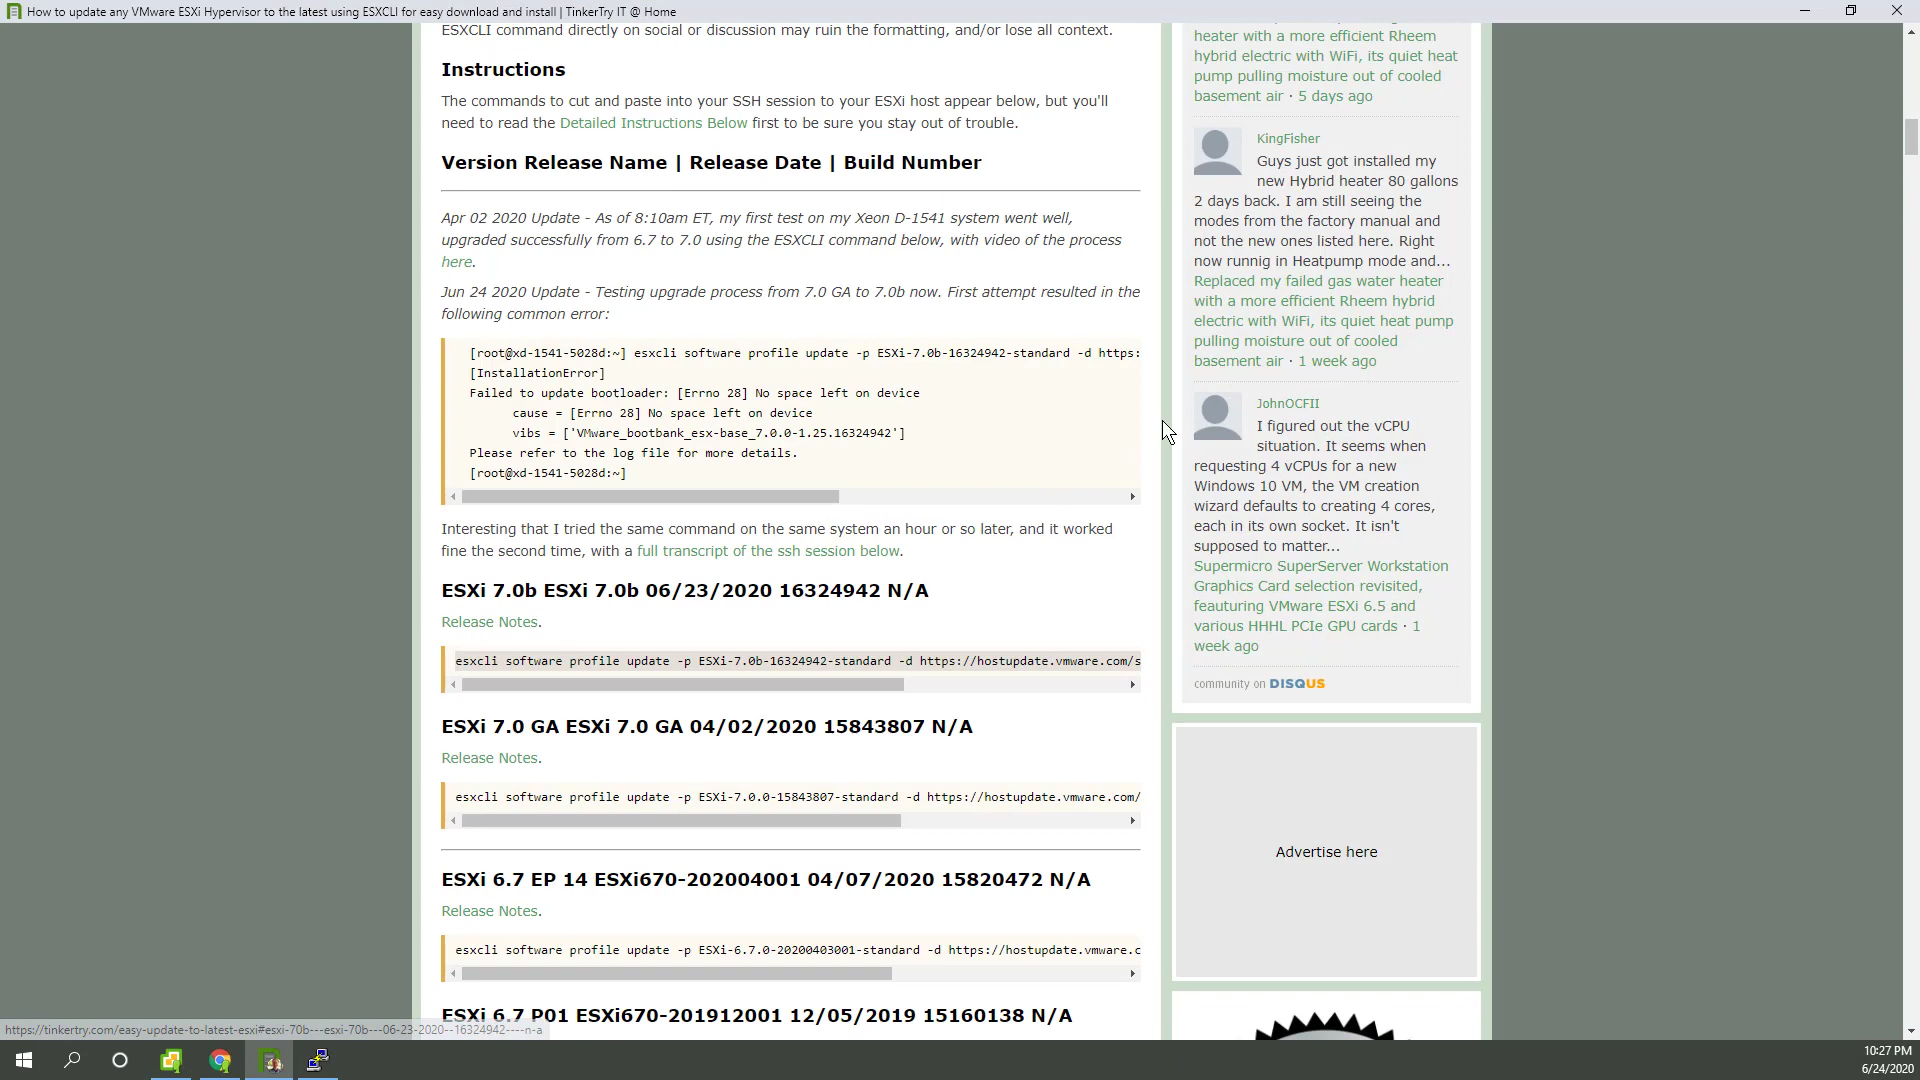 How to update any VMware ESXi Hypervisor to the latest using ESXCLI for easy download and install | TinkerTry IT @ Home
ESXCLI command directly on social or discussion may ruin the formatting, and/or lose all context.
Instructions
The commands to cut and paste into your SSH session to your ESXi host appear below, but you'll
need to read the Detailed Instructions Below first to be sure you stay out of trouble.
Version Release Name | Release Date | Build Number
Apr 02 2020 Update - As of 8:10am ET, my first test on my Xeon D-1541 system went well,
upgraded successfully from 6.7 to 7.0 using the ESXCLI command below, with video of the process
here.
Jun 24 2020 Update - Testing upgrade process from 7.0 GA to 7.0b now. First attempt resulted in the
following common error:
[root@xd-1541-5028d:~] esxcli software profile update -p ESXi-7.0b-16324942-standard -d https:
[InstallationError]
Failed to update bootloader: [Errno 28] No space left on device
cause = [Errno 28] No space left on device
vibs = ['VMware_bootbank_esx-base_7.0.0-1.25.16324942']
Please refer to the log file for more details.
[root@xd-1541-5028d:~]
Interesting that I tried the same command on the same system an hour or so later, and it worked
fine the second time, with a full transcript of the ssh session below.
ESXi 7.0b ESXi 7.0b 06/23/2020 16324942 N/A
Release Notes.
esxcli software profile update -p ESXi-7.0b-16324942-standard -d https://hostupdate.vmware.com/s
ESXi 7.0 GA ESXi 7.0 GA 04/02/2020 15843807 N/A
Release Notes.
esxcli software profile update -p ESXi-7.0.0-15843807-standard -d https://hostupdate.vmware.com/
ESXi 6.7 EP 14 ESXi670-202004001 04/07/2020 15820472 N/A
Release Notes.
esxcli software profile update -p ESXi-6.7.0-20200403001-standard -d https://hostupdate.vmware.c
ESXi 6.7 P01 ESXi670-201912001 12/05/2019 15160138 N/A
heater with a more efficient Rheem
hybrid electric with WiFi, its quiet heat
pump pulling moisture out of cooled
basement air · 5 days ago
KingFisher
Guys just got installed my
new Hybrid heater 80 gallons
2 days back. I am still seeing the
modes from the factory manual and
not the new ones listed here. Right
now runnig in Heatpump mode and...
Replaced my failed gas water heater
with a more efficient Rheem hybrid
electric with WiFi, its quiet heat pump
pulling moisture out of cooled
basement air · 1 week ago
JohnOCFII
I figured out the vCPU
situation. It seems when
requesting 4 vCPUs for a new
Windows 10 VM, the VM creation
wizard defaults to creating 4 cores,
each in its own socket. It isn't
supposed to matter...
Supermicro SuperServer Workstation
Graphics Card selection revisited,
feauturing VMware ESXi 6.5 and
various HHHL PCIe GPU cards · 1
week ago
community on DISQUS
Advertise here
https://tinkertry.com/easy-update-to-latest-esxi#esxi-70b---esxi-70b---06-23-2020--16324942----n-a
10:27 PM
6/24/2020